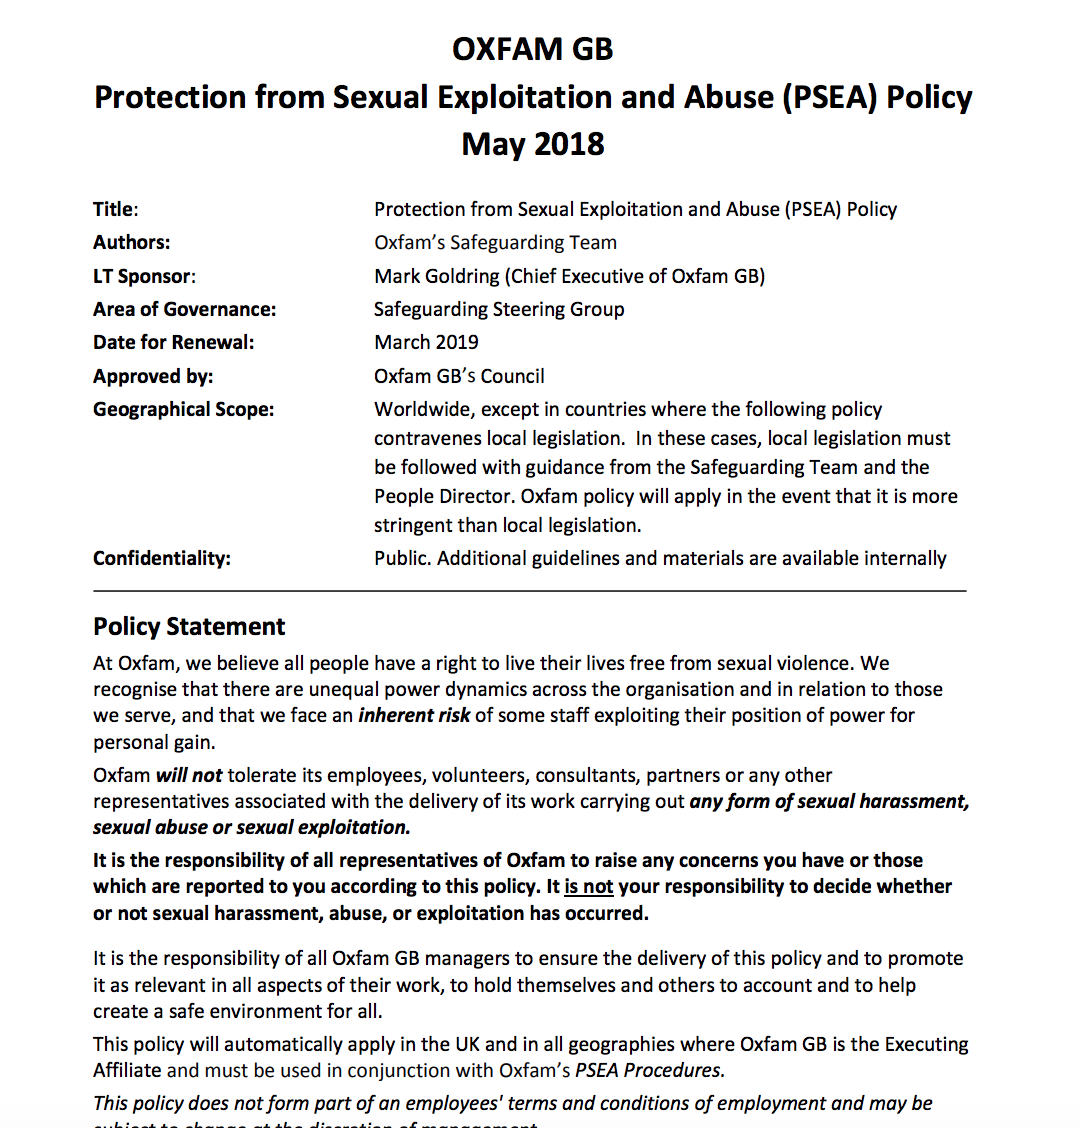 OXFAM GB
Protection from Sexual Exploitation and Abuse (PSEA) Policy
May 2018
Title: Protection from Sexual Exploitation and Abuse (PSEA) Policy
Authors: Oxfam’s Safeguarding Team
LT Sponsor: Mark Goldring (Chief Executive of Oxfam GB)
Area of Governance: Safeguarding Steering Group
Date for Renewal: March 2019
Approved by: Oxfam GB’s Council
Geographical Scope: Worldwide, except in countries where the following policy
contravenes local legislation. In these cases, local legislation must
be followed with guidance from the Safeguarding Team and the
People Director. Oxfam policy will apply in the event that it is more
stringent than local legislation.
Confidentiality: Public. Additional guidelines and materials are available internally
Policy Statement
At Oxfam, we believe all people have a right to live their lives free from sexual violence. We
recognise that there are unequal power dynamics across the organisation and in relation to those
we serve, and that we face an inherent risk of some staff exploiting their position of power for
personal gain.
Oxfam will not tolerate its employees, volunteers, consultants, partners or any other
representatives associated with the delivery of its work carrying out any form of sexual harassment,
sexual abuse or sexual exploitation.
It is the responsibility of all representatives of Oxfam to raise any concerns you have or those
which are reported to you according to this policy. It is not your responsibility to decide whether
or not sexual harassment, abuse, or exploitation has occurred.
It is the responsibility of all Oxfam GB managers to ensure the delivery of this policy and to promote
it as relevant in all aspects of their work, to hold themselves and others to account and to help
create a safe environment for all.
This policy will automatically apply in the UK and in all geographies where Oxfam GB is the Executing
Affiliate and must be used in conjunction with Oxfam’s PSEA Procedures.
This policy does not form part of an employees' terms and conditions of employment and may be
subject to change at the discretion of management.